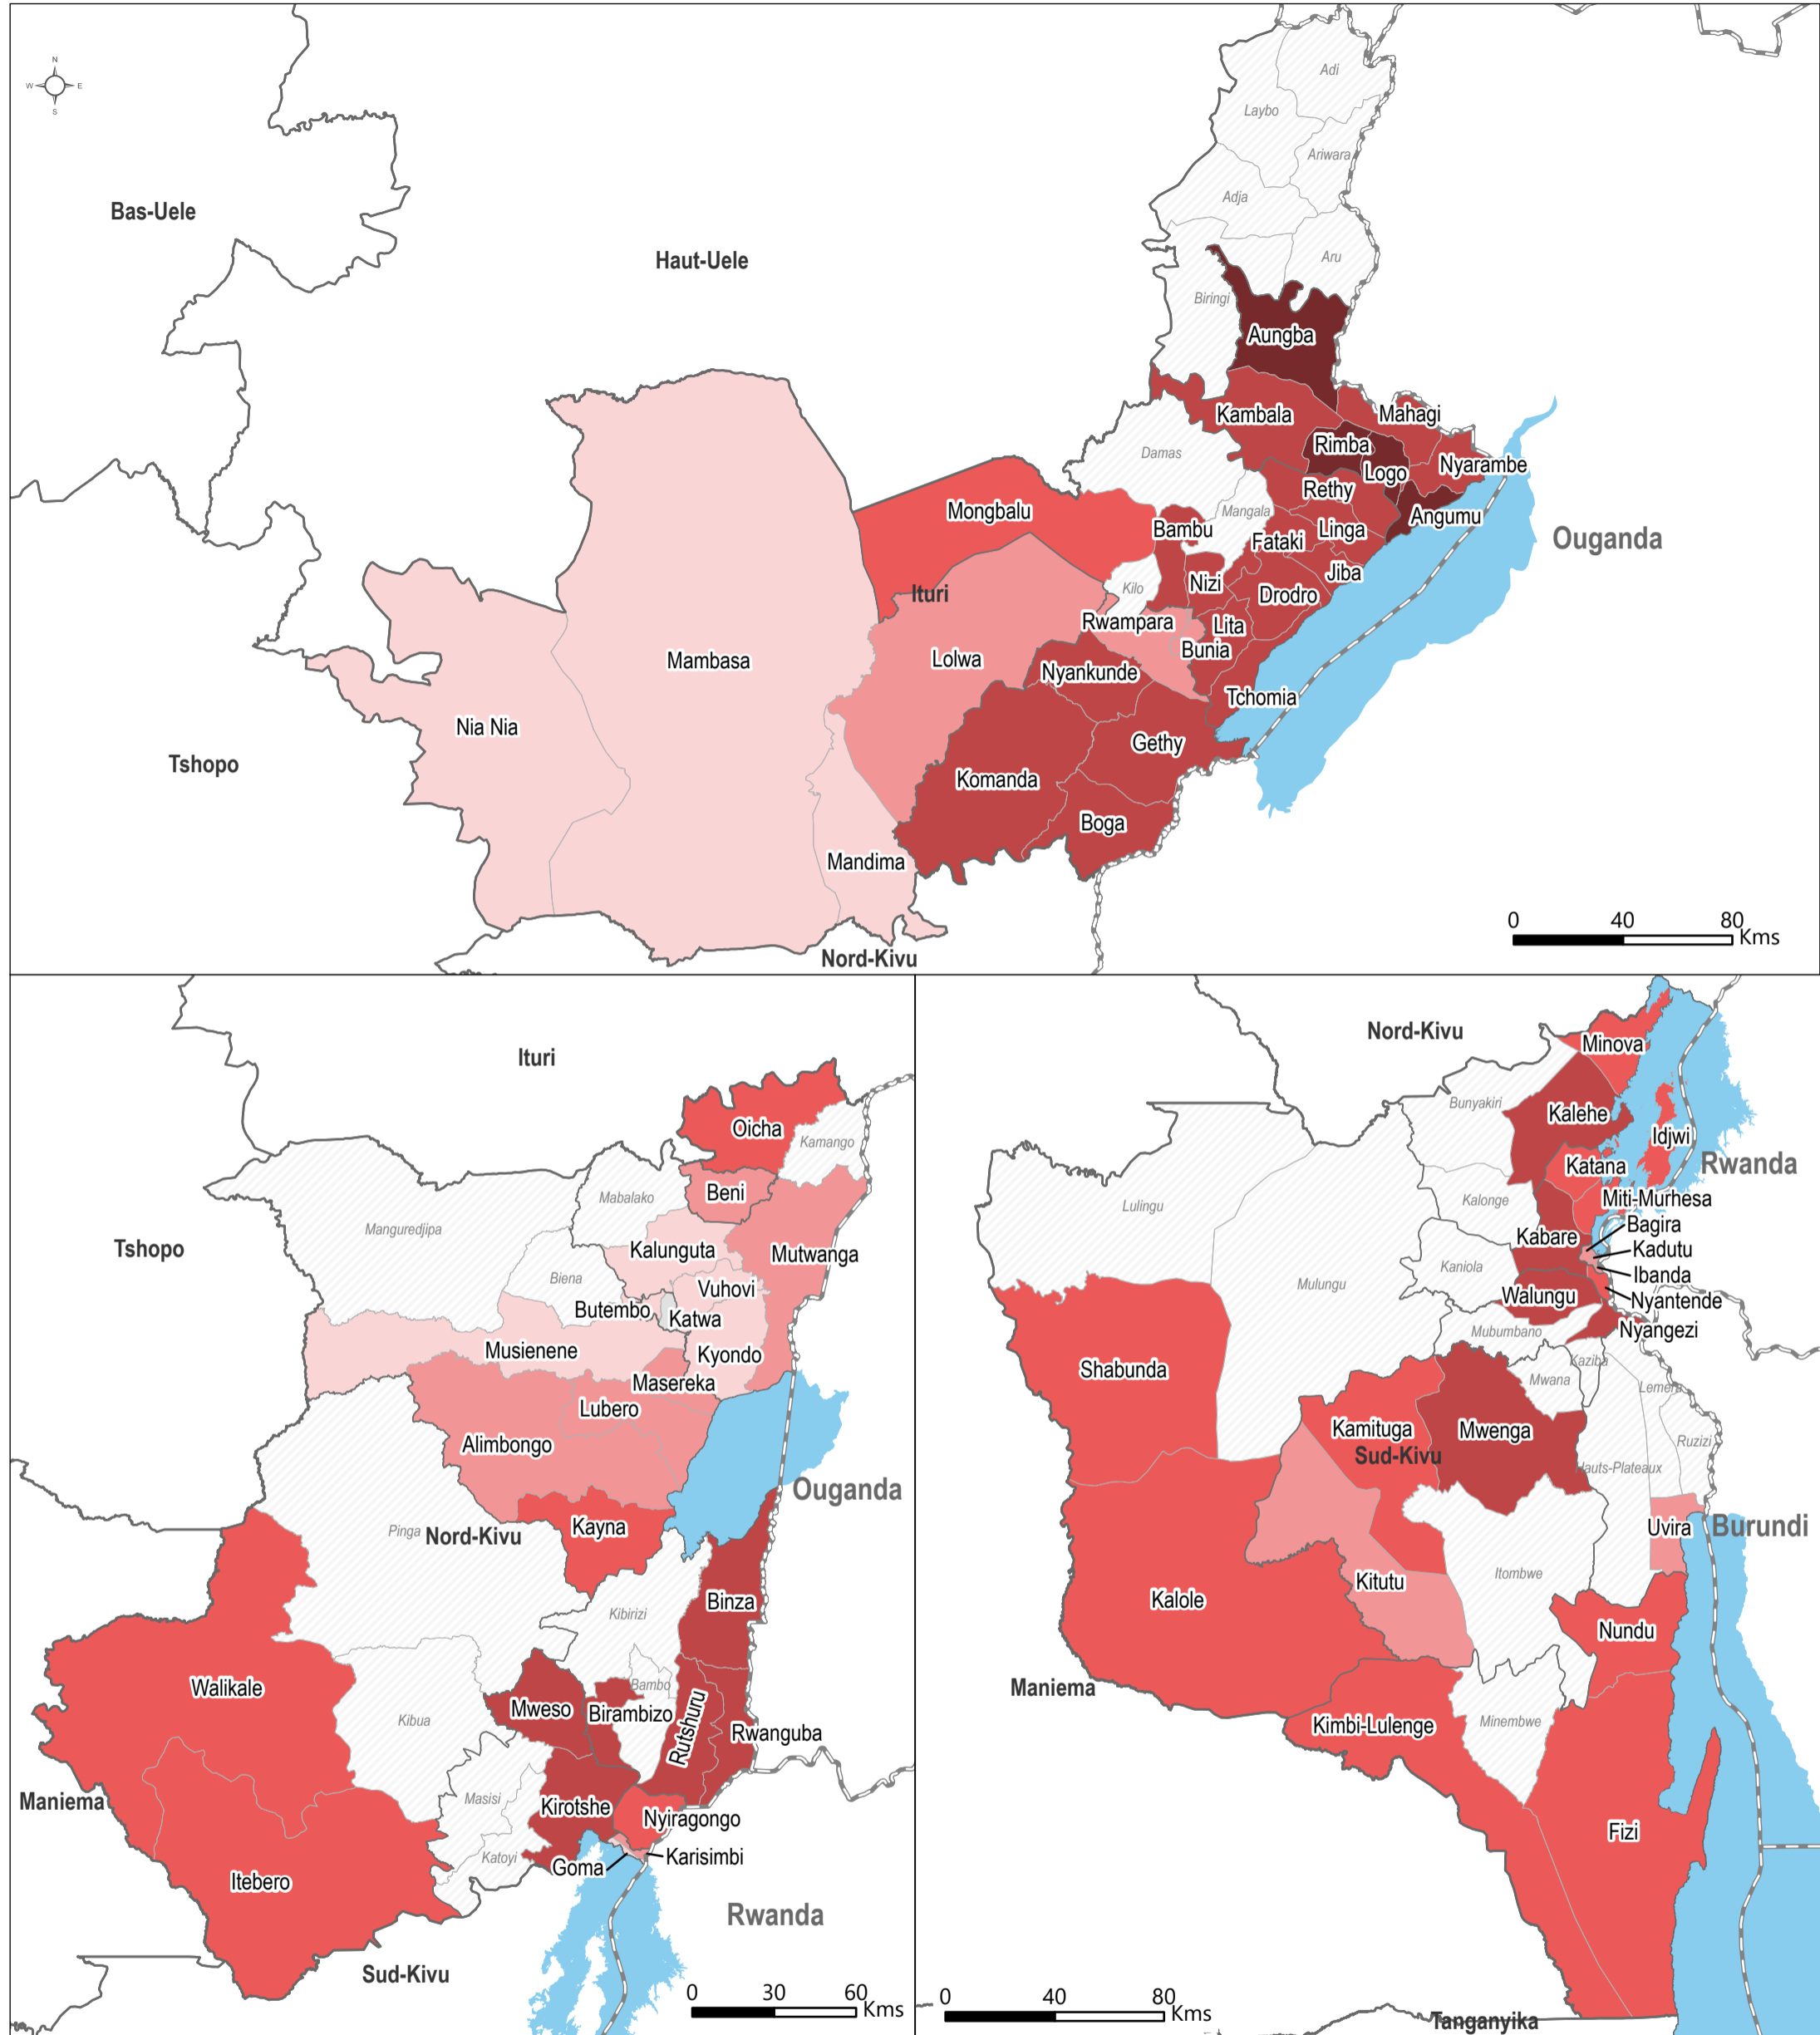 N
W E
S
Adi
Laybo
Ariwara
Adja
Bas-Uele
Haut-Uele
Aru
Biringi
Aungba
Kambala
Mahagi
Rimba
Damas
Logo
Nyarambe
Rethy
Mongbalu
Mangala
Angumu
Bambu
Linga
Fataki
Ouganda
Jiba
Nizi
Kilo
Ituri
Drodro
Rwampara
Lita
Bunia
Mambasa
Lolwa
Nyankunde
Tchomia
Nia Nia
Gethy
Tshopo
Komanda
Boga
Mandima
0 40 80
Kms
Nord-Kivu
Ituri
Oicha
Kamango
Beni
Mabalako
Manguredjipa
Tshopo
Kalunguta
Mutwanga
Biena
Vuhovi
Butembo
Katwa
Musienene
Kyondo
Masereka
Lubero
Alimbongo
Ouganda
Kayna
Pinga
Nord-Kivu
Binza
Kibirizi
Walikale
Bambo
Mweso
Birambizo
Kibua
Rutshuru
Rwanguba
Masisi
Maniema
Kirotshe
Nyiragongo
Katoyi
Karisimbi
Goma
Itebero
Rwanda
Sud-Kivu
0 30 60
Kms
Nord-Kivu
Minova
Bunyakiri
Kalehe
Idjwi
Katana
Rwanda
Lulingu
Kalonge
Miti-Murhesa
Bagira
Kabare
Kadutu
Kaniola
Ibanda
Mulungu
Walungu
Nyantende
Mubumbano
Nyangezi
Kaziba
Shabunda
Mwana
Lemera
Kamituga
Mwenga
Ruzizi
Sud-Kivu
Hauts-Plateaux
Uvira
Burundi
Itombwe
Kitutu
Kalole
Nundu
Maniema
Kimbi-Lulenge
Minembwe
Fizi
0 40 80
Kms
Tanganyika